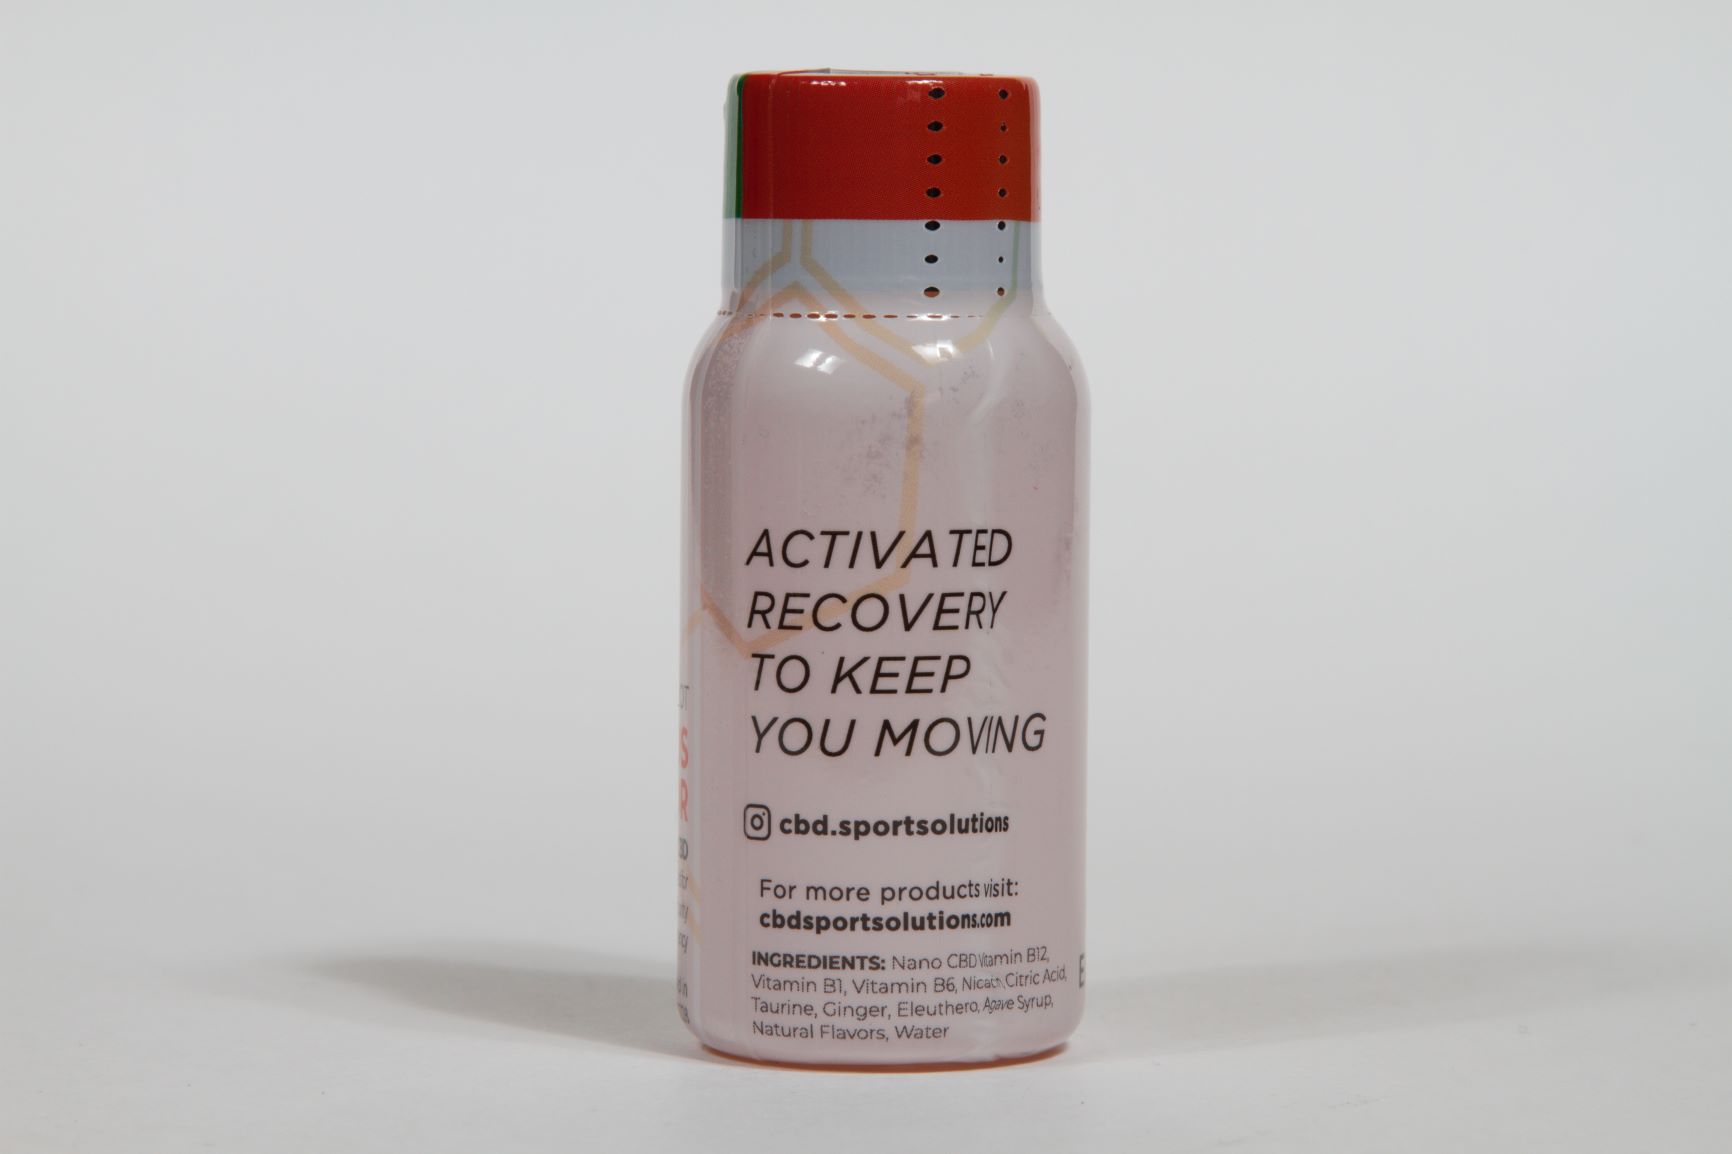 ACTIVATED
RECOVERY
TO KEEP
YOU MOVING
cbd.sportsolutions
For more products visit:
cbdsportsolutions.com
INGREDIENTS: Nano CBD Vitamin B12,
Vitamin B1, Vitamin B6, Citric Acid,
Taurine, Ginger, Eleuthero, Agave Syrup,
Natural Flavors, Water